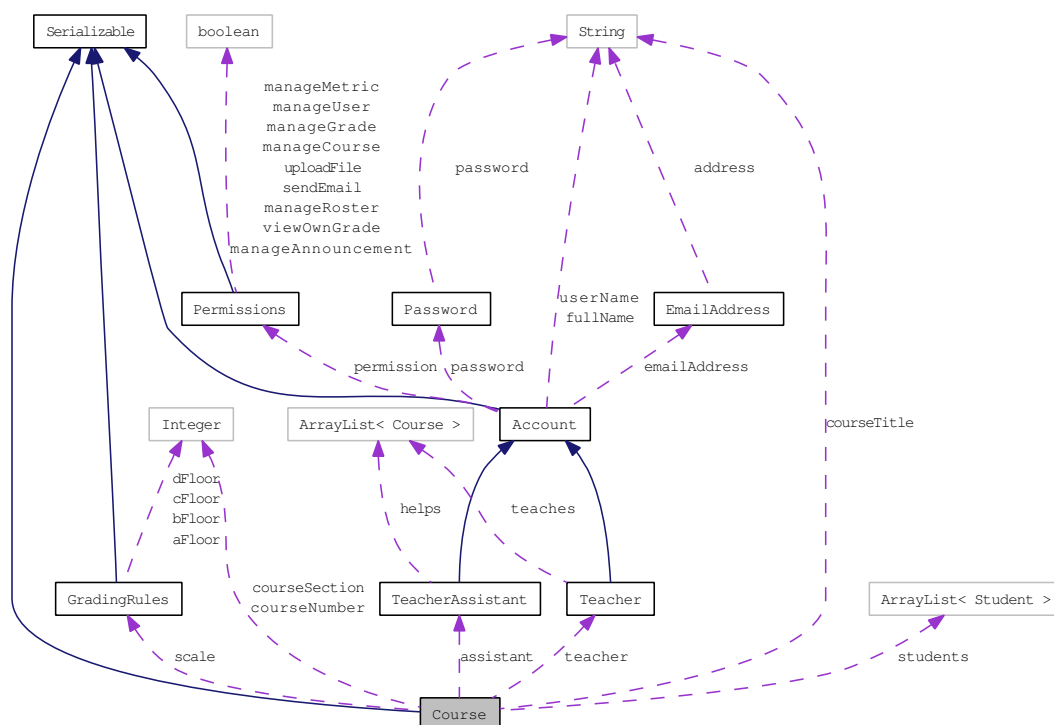 Serializable
boolean
String
manageMetric
manageUser
manageGrade
manageCourse
uploadFile
sendEmail
manageRoster
viewOwnGrade
manageAnnouncement
password
address
Permissions
Password
userName
fullName
EmailAddress
permission
password
emailAddress
Integer
ArrayList< Course >
Account
courseTitle
dFloor
cFloor
bFloor
aFloor
helps
teaches
courseSection
courseNumber
GradingRules
TeacherAssistant
Teacher
ArrayList< Student >
scale
assistant
teacher
students
Course